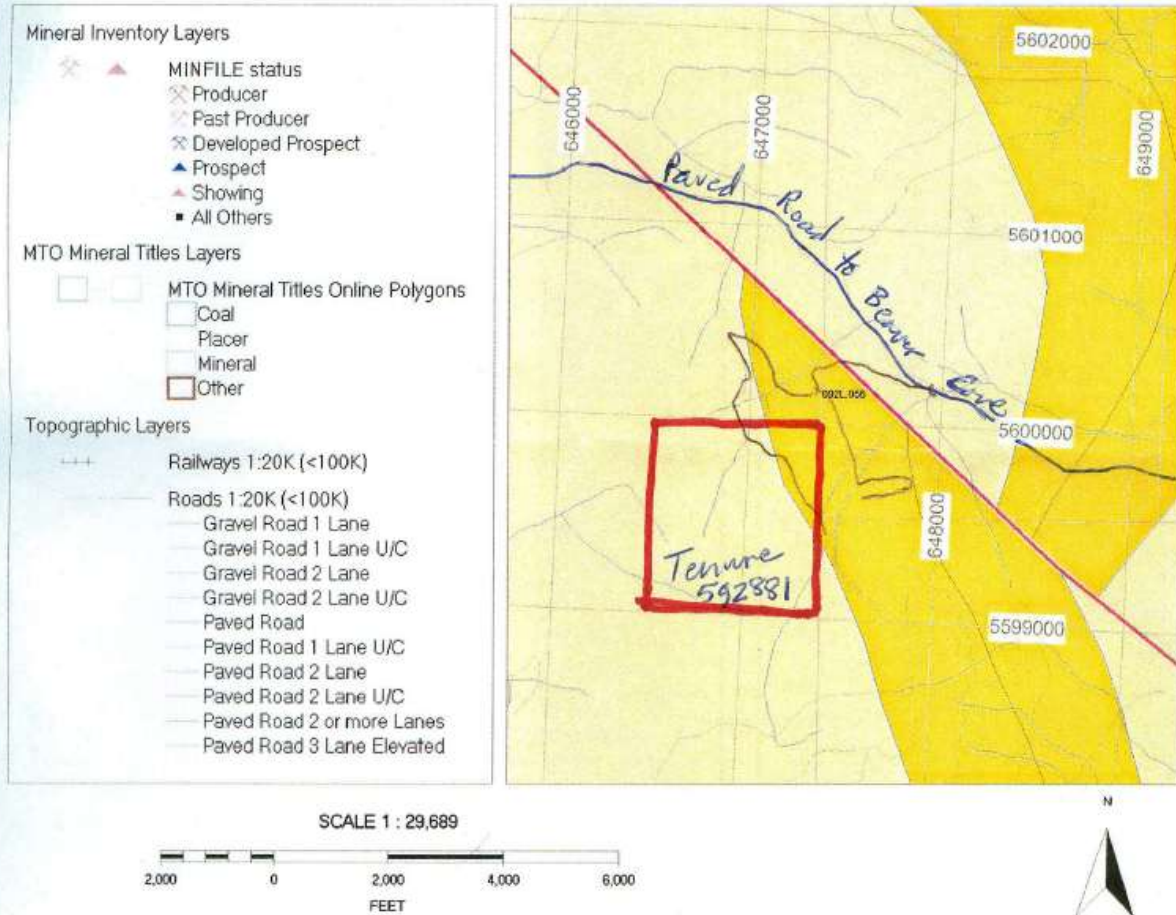 Mineral Inventory Layers
MINFILE status
Producer
Past Producer
Developed Prospect
Prospect
Showing
All Others
MTO Mineral Titles Layers
MTO Mineral Titles Online Polygons
Coal
Placer
Mineral
Other
Topographic Layers
Railways 1:20K (<100K)
Roads 1:20K (<100K)
Gravel Road 1 Lane
Gravel Road 1 Lane U/C
Gravel Road 2 Lane
Gravel Road 2 Lane U/C
Paved Road
Paved Road 1 Lane U/C
Paved Road 2 Lane
Paved Road 2 Lane U/C
Paved Road 2 or more Lanes
Paved Road 3 Lane Elevated
5602000
646000
647000
649000
Paved Road to Beaver Cove
5601000
5600000
648000
Tenure
592881
5599000
SCALE 1 : 29,689
2,000 0 2,000 4,000 6,000
FEET
N